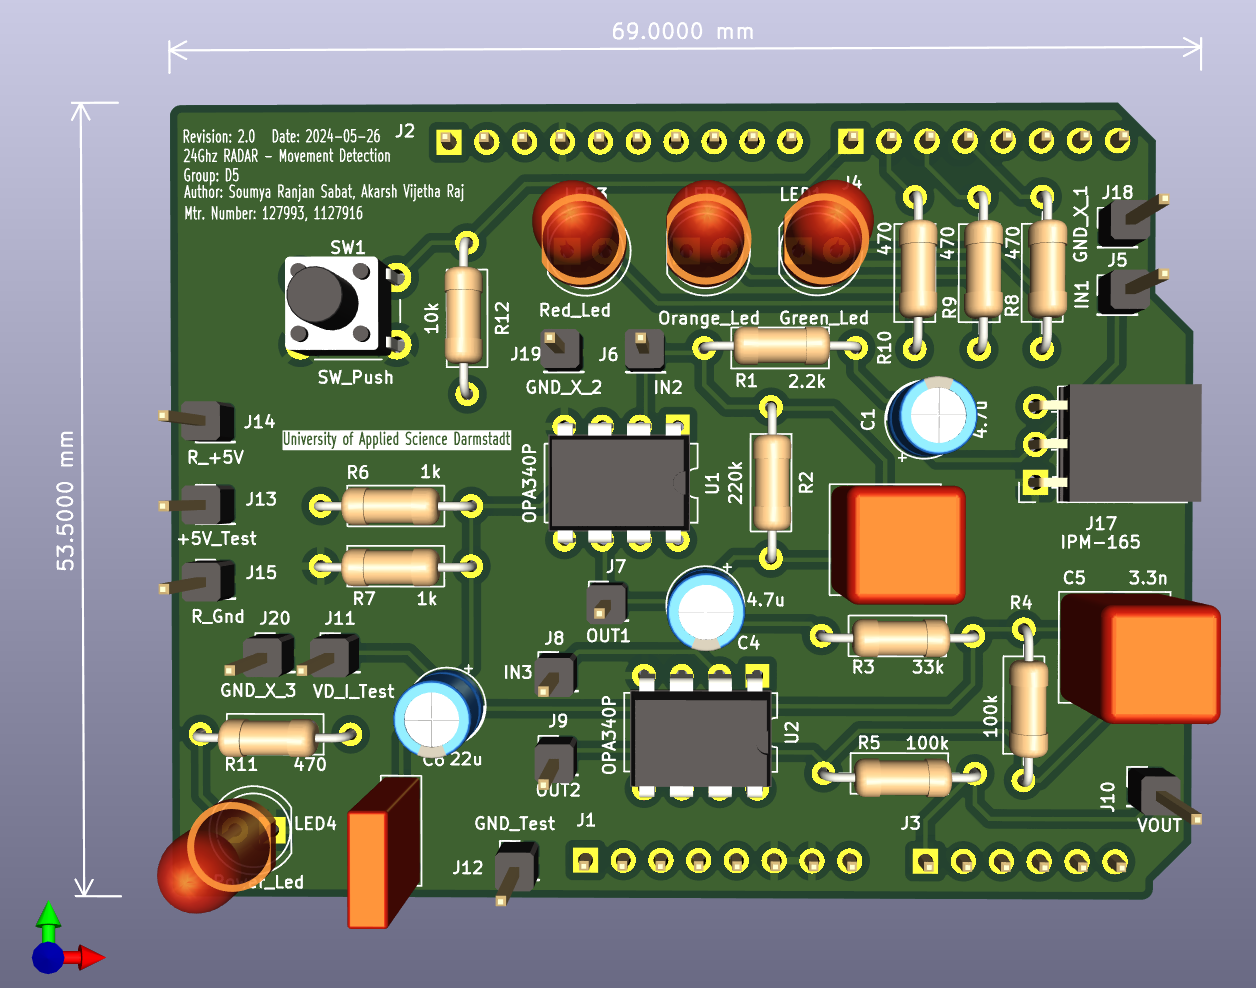 69.0000 mm
53.5000 mm
Revision: 2.0 Date: 2024-05-26
24Ghz RADAR - Movement Detection
Group: D5
Author: Soumya Ranjan Sabat, Akarsh Vijetha Raj
Mtr. Number: 127993, 1127916
J2
J4
LED3
LED2
LED1
Red_Led
Orange_Led
Green_Led
SW1
SW_Push
10k
R12
470
R10
470
R9
470
R8
GND_X_1
J18
J5
IN1
J19
GND_X_2
J6
IN2
R1
2.2k
C1
4.7u
J14
R_+5V
University of Applied Science Darmstadt
R6
1k
OPA340P
U1
220k
R2
J13
+5V_Test
J17
IPM-165
J15
R_Gnd
R7
1k
J7
OUT1
4.7u
C4
C5
3.3n
R4
100k
J20
GND_X_3
J11
VD_I_Test
J8
IN3
R3
33k
J9
OUT2
OPA340P
U2
R5
100k
R11
470
C6
22u
J10
VOUT
LED4
Power_Led
GND_Test
J12
J1
J3